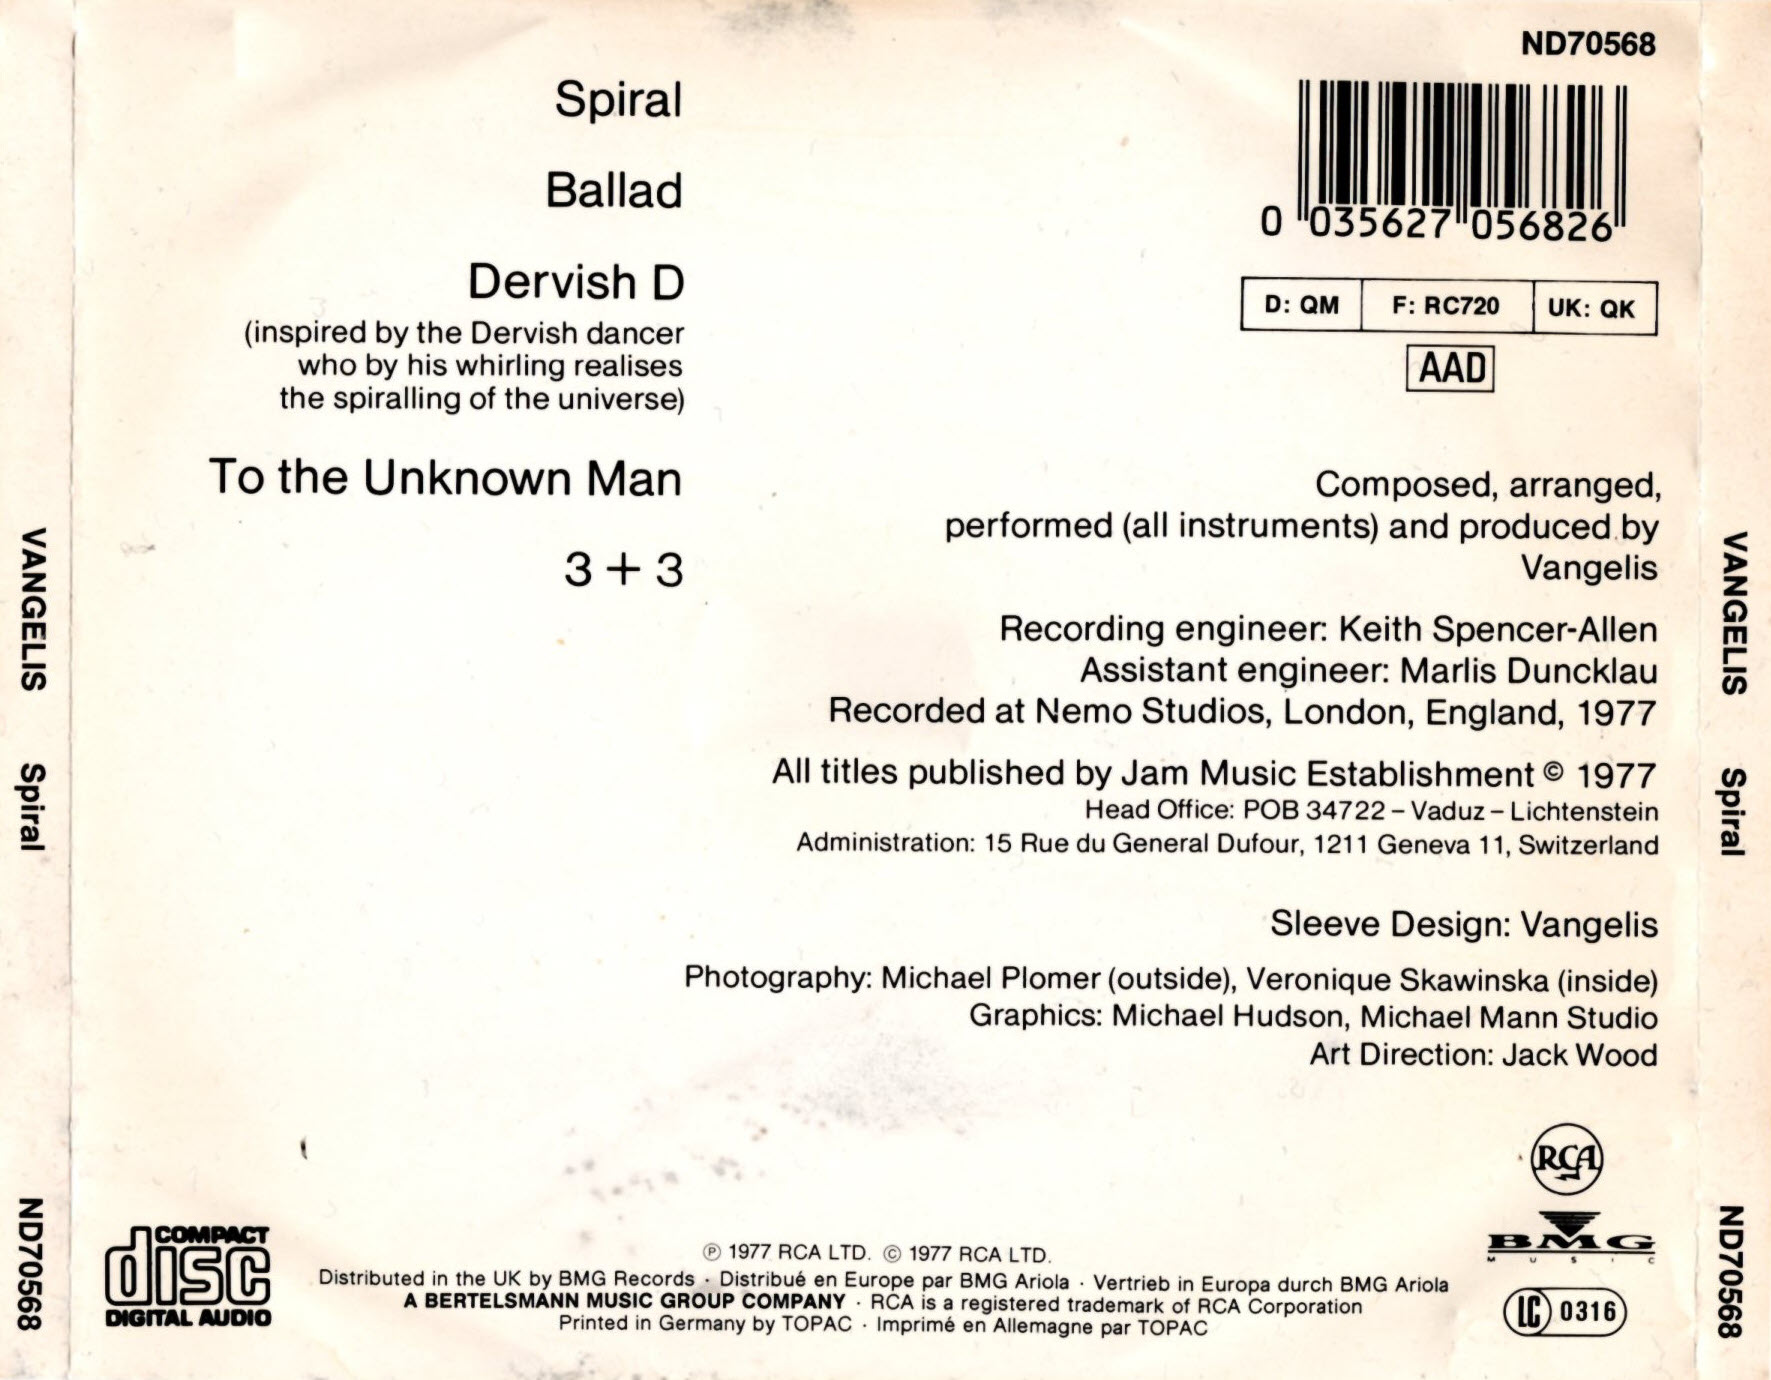 VANGELIS Spiral ND70568
Spiral
Ballad
Dervish D
(inspired by the Dervish dancer
who by his whirling realises
the spiralling of the universe)
To the Unknown Man
3 + 3
ND70568
0 035627 056826
D: QM F: RC720 UK: QK
AAD
Composed, arranged,
performed (all instruments) and produced by
Vangelis
Recording engineer: Keith Spencer-Allen
Assistant engineer: Marlis Duncklau
Recorded at Nemo Studios, London, England, 1977
All titles published by Jam Music Establishment © 1977
Head Office: POB 34722 – Vaduz – Lichtenstein
Administration: 15 Rue du General Dufour, 1211 Geneva 11, Switzerland
Sleeve Design: Vangelis
Photography: Michael Plomer (outside), Veronique Skawinska (inside)
Graphics: Michael Hudson, Michael Mann Studio
Art Direction: Jack Wood
RCA
BMG
MUSIC
LC 0316
COMPACT
disc
DIGITAL AUDIO
℗ 1977 RCA LTD. © 1977 RCA LTD.
Distributed in the UK by BMG Records · Distribué en Europe par BMG Ariola · Vertrieb in Europa durch BMG Ariola
A BERTELSMANN MUSIC GROUP COMPANY · RCA is a registered trademark of RCA Corporation
Printed in Germany by TOPAC · Imprimé en Allemagne par TOPAC
VANGELIS Spiral ND70568